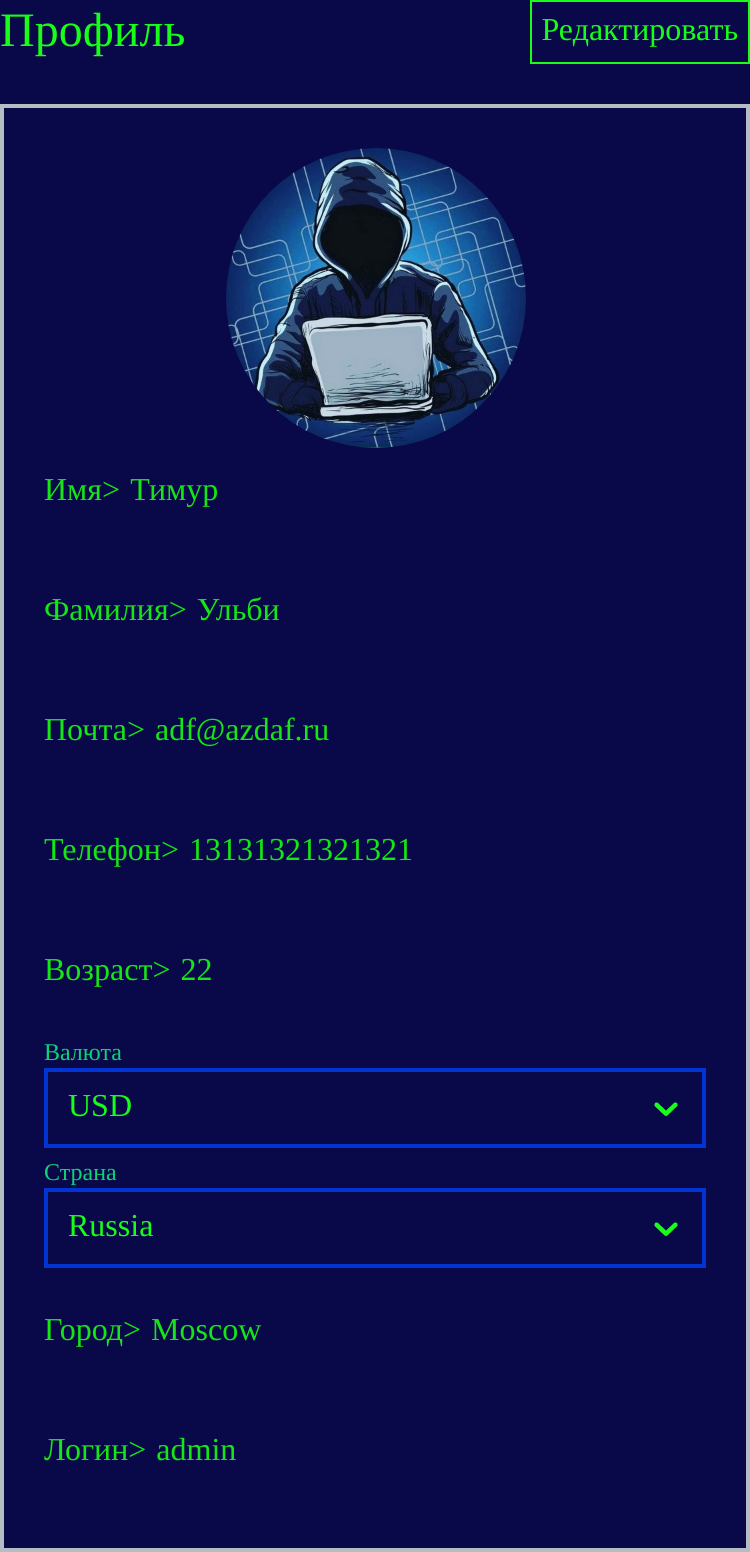 Профиль
Редактировать
Имя> Тимур
Фамилия> Ульби
Почта> adf@azdaf.ru
Телефон> 13131321321321
Возраст> 22
Валюта
USD
Страна
Russia
Город> Moscow
Логин> admin